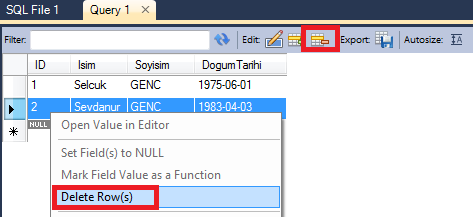 SQL File 1 Query 1
Filter: Edit: Export: Autosize:
ID Isim Soyisim DogumTarihi
1 Selcuk GENC 1975-06-01
2 Sevdanur GENC 1983-04-03
NULL
Open Value in Editor
Set Field(s) to NULL
Mark Field Value as a Function
Delete Row(s)